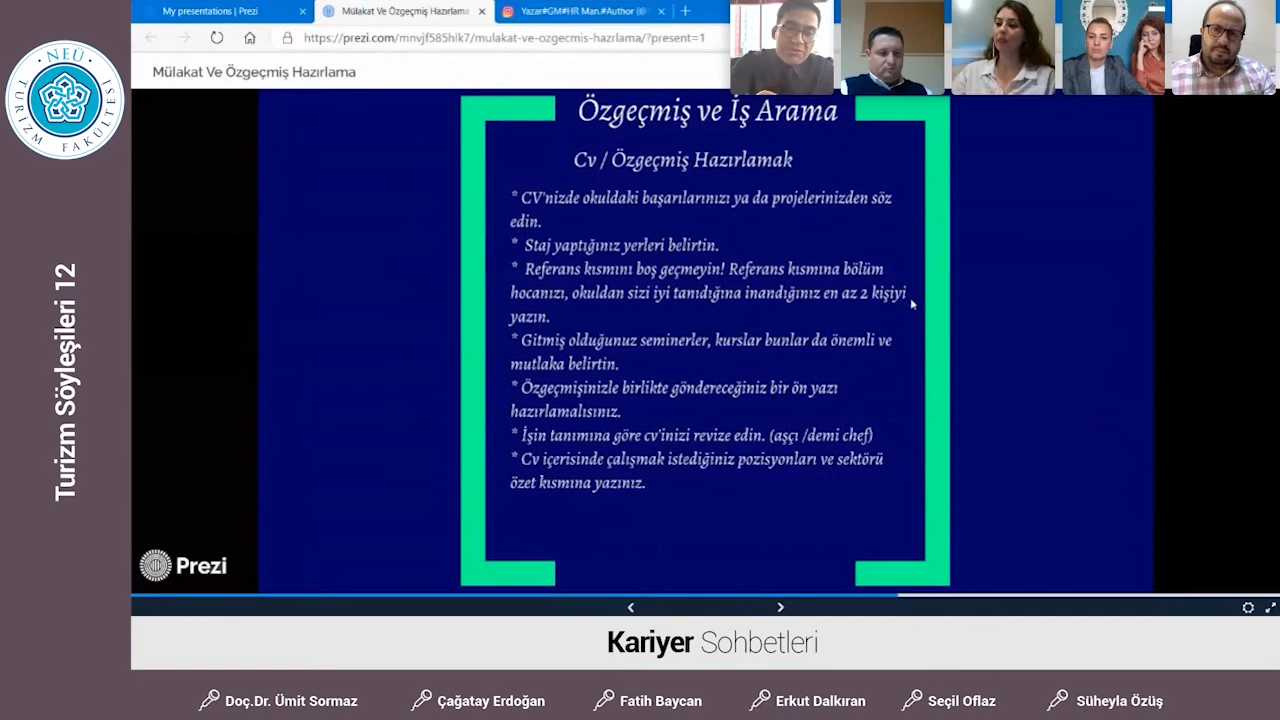 My presentations | Prezi
Mülakat Ve Özgeçmiş Hazırlama
Yazar#GM#HR Man.#Author (@
https://prezi.com/mnvjf585hlk7/mulakat-ve-ozgecmis-hazrlama/?present=1
Mülakat Ve Özgeçmiş Hazırlama
NEÜ
TURİZM FAKÜLTESİ
Turizm Söyleşileri 12
Özgeçmiş ve İş Arama
Cv / Özgeçmiş Hazırlamak
* CV'nizde okuldaki başarılarınızı ya da projelerinizden söz
edin.
* Staj yaptığınız yerleri belirtin.
* Referans kısmını boş geçmeyin! Referans kısmına bölüm
hocanızı, okuldan sizi iyi tanıdığına inandığınız en az 2 kişiyi
yazın.
* Gitmiş olduğunuz seminerler, kurslar bunlar da önemli ve
mutlaka belirtin.
* Özgeçmişinizle birlikte göndereceğiniz bir ön yazı
hazırlamalısınız.
* İşin tanımına göre cv'inizi revize edin. (aşçı /demi chef)
* Cv içerisinde çalışmak istediğiniz pozisyonları ve sektörü
özet kısmına yazınız.
Prezi
Kariyer Sohbetleri
Doç.Dr. Ümit Sormaz
Çağatay Erdoğan
Fatih Baycan
Erkut Dalkıran
Seçil Oflaz
Süheyla Özüş